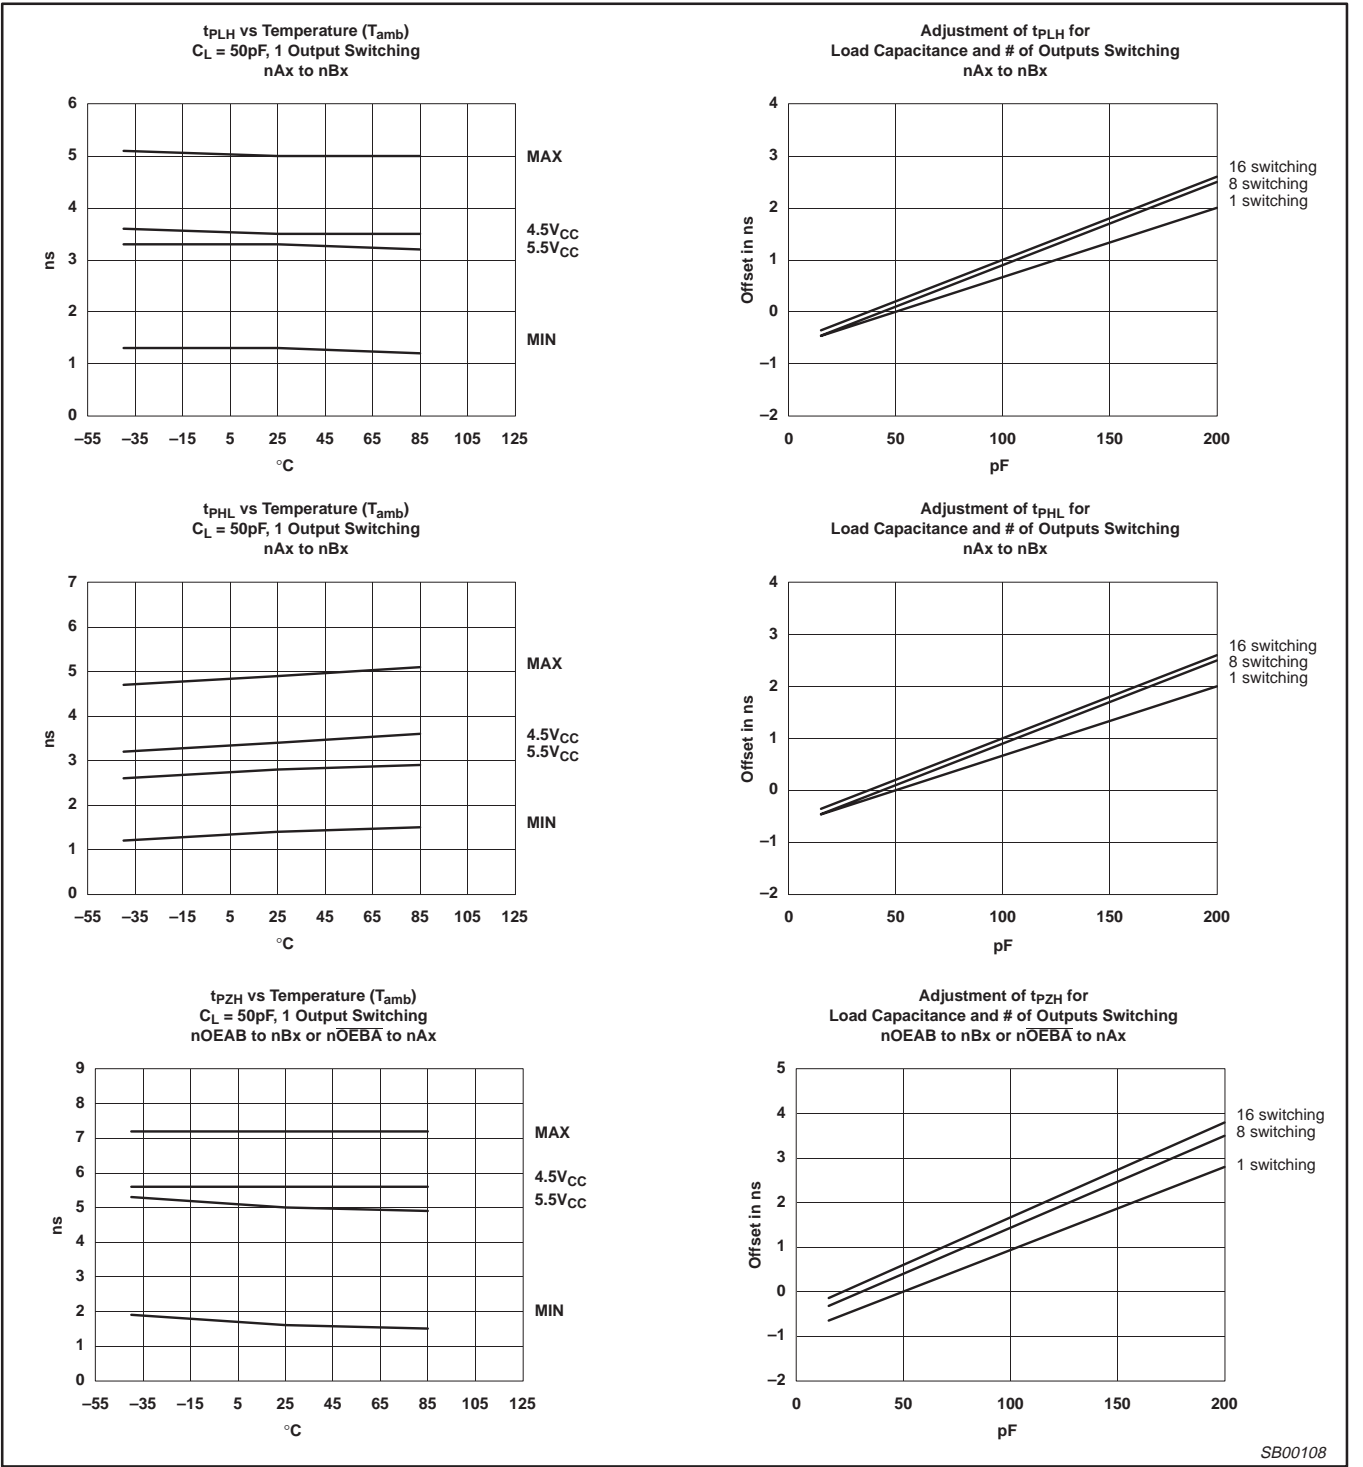 tPLH vs Temperature (Tamb)
CL = 50pF, 1 Output Switching
nAx to nBx
6
5
4
3
2
1
0
ns
–55 –35 –15 5 25 45 65 85 105 125
°C
MAX
4.5VCC
5.5VCC
MIN
Adjustment of tPLH for
Load Capacitance and # of Outputs Switching
nAx to nBx
4
3
2
1
0
–1
–2
Offset in ns
0 50 100 150 200
pF
16 switching
8 switching
1 switching
tPHL vs Temperature (Tamb)
CL = 50pF, 1 Output Switching
nAx to nBx
7
6
5
4
3
2
1
0
ns
–55 –35 –15 5 25 45 65 85 105 125
°C
MAX
4.5VCC
5.5VCC
MIN
Adjustment of tPHL for
Load Capacitance and # of Outputs Switching
nAx to nBx
4
3
2
1
0
–1
–2
Offset in ns
0 50 100 150 200
pF
16 switching
8 switching
1 switching
tPZH vs Temperature (Tamb)
CL = 50pF, 1 Output Switching
nOEAB to nBx or nO̅E̅B̅A̅ to nAx
9
8
7
6
5
4
3
2
1
0
ns
–55 –35 –15 5 25 45 65 85 105 125
°C
MAX
4.5VCC
5.5VCC
MIN
Adjustment of tPZH for
Load Capacitance and # of Outputs Switching
nOEAB to nBx or nO̅E̅B̅A̅ to nAx
5
4
3
2
1
0
–1
–2
Offset in ns
0 50 100 150 200
pF
16 switching
8 switching
1 switching
SB00108